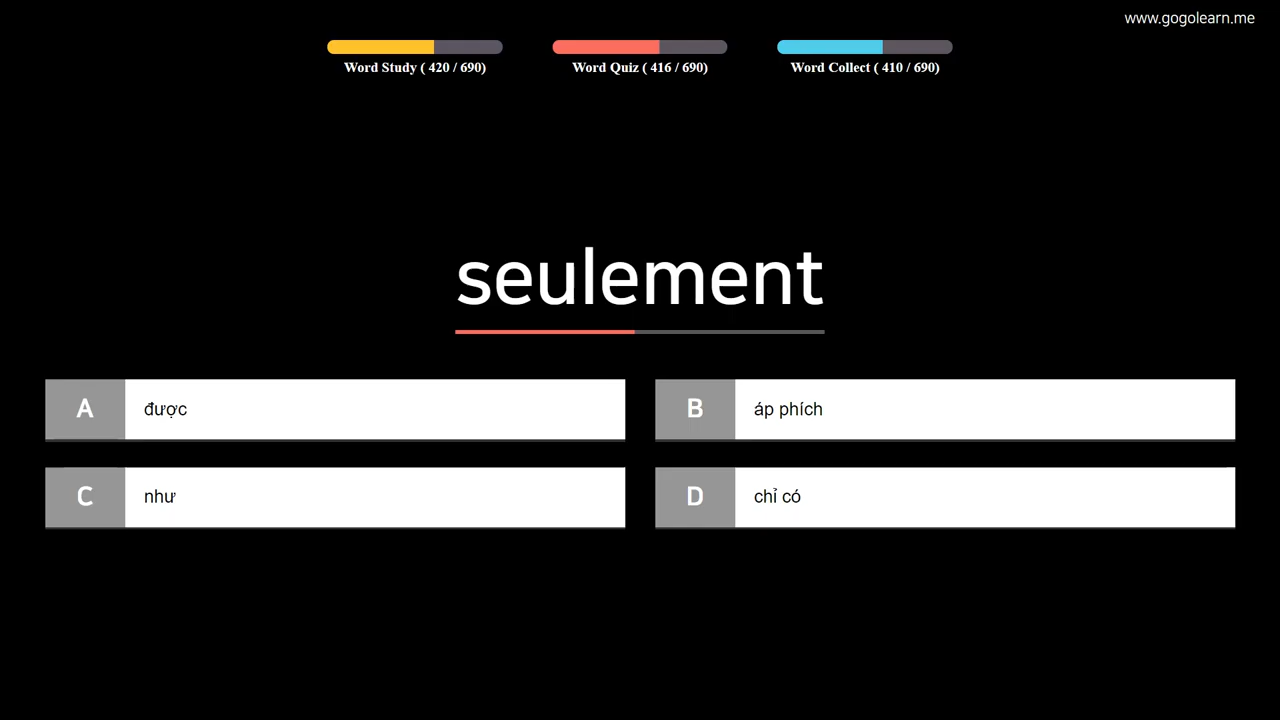 www.gogolearn.me
Word Study ( 420 / 690)
Word Quiz ( 416 / 690)
Word Collect ( 410 / 690)
seulement
A được
B áp phích
C như
D chỉ có